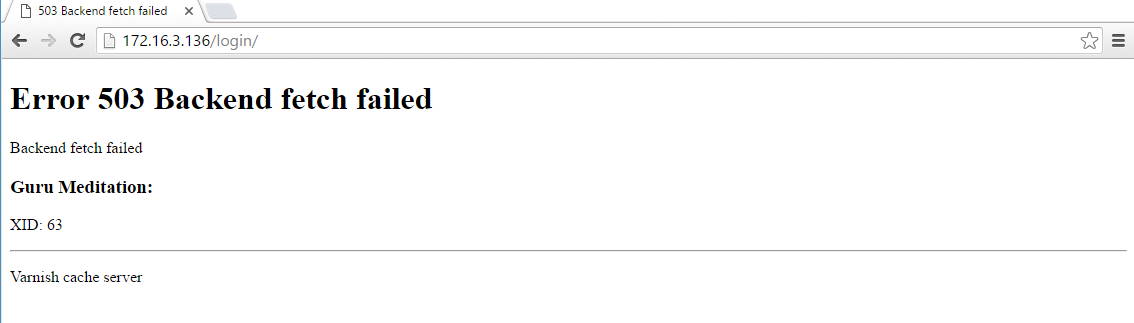 503 Backend fetch failed
172.16.3.136/login/
Error 503 Backend fetch failed
Backend fetch failed
Guru Meditation:
XID: 63
Varnish cache server